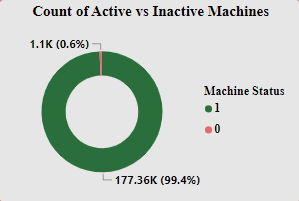 Count of Active vs Inactive Machines
1.1K (0.6%)
Machine Status
1
0
177.36K (99.4%)